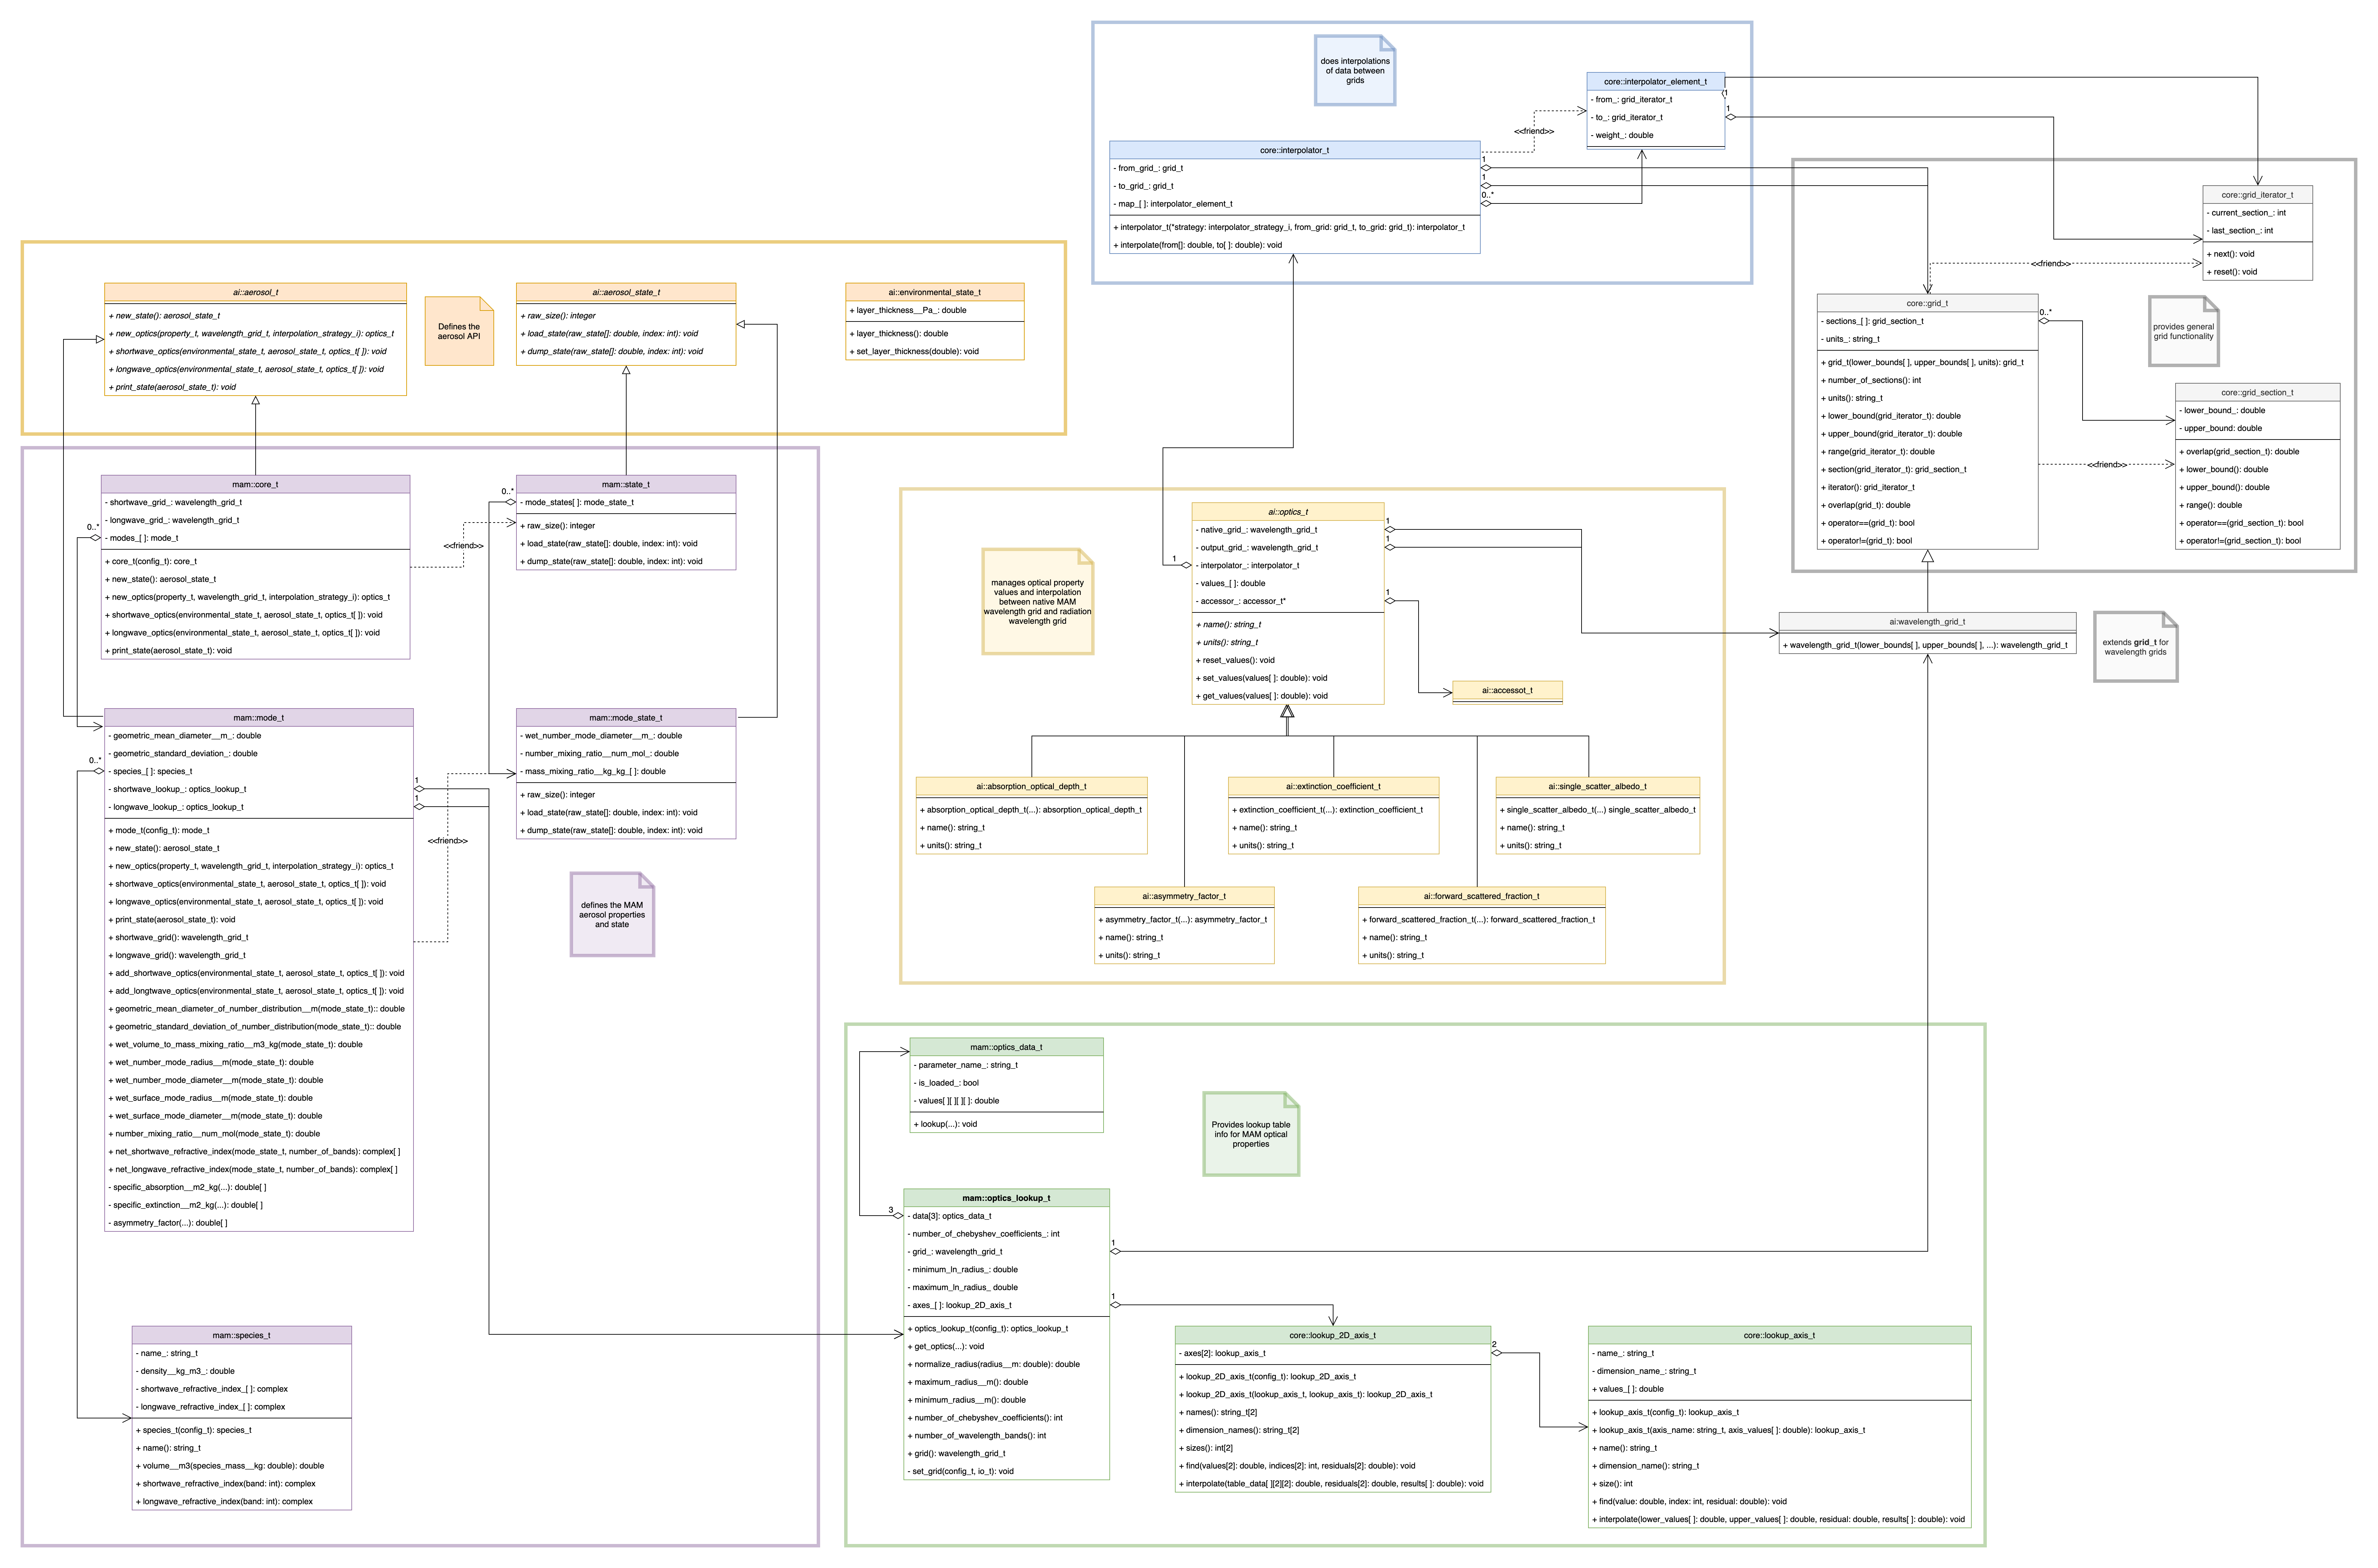 does interpolations
of data between
grids
core::interpolator_element_t
- from_: grid_iterator_t
- to_: grid_iterator_t
- weight_: double
1
1
<<friend>>
core::interpolator_t
- from_grid_: grid_t
- to_grid_: grid_t
- map_[ ]: interpolator_element_t
+ interpolator_t(*strategy: interpolator_strategy_i, from_grid: grid_t, to_grid: grid_t): interpolator_t
+ interpolate(from[]: double, to[ ]: double): void
1
1
0..*
core::grid_iterator_t
- current_section_: int
- last_section_: int
+ next(): void
+ reset(): void
<<friend>>
core::grid_t
- sections_[ ]: grid_section_t
- units_: string_t
+ grid_t(lower_bounds[ ], upper_bounds[ ], units): grid_t
+ number_of_sections(): int
+ units(): string_t
+ lower_bound(grid_iterator_t): double
+ upper_bound(grid_iterator_t): double
+ range(grid_iterator_t): double
+ section(grid_iterator_t): grid_section_t
+ iterator(): grid_iterator_t
+ overlap(grid_t): double
+ operator==(grid_t): bool
+ operator!=(grid_t): bool
0..*
provides general
grid functionality
core::grid_section_t
- lower_bound_: double
- upper_bound: double
+ overlap(grid_section_t): double
+ lower_bound(): double
+ upper_bound(): double
+ range(): double
+ operator==(grid_section_t): bool
+ operator!=(grid_section_t): bool
<<friend>>
ai:wavelength_grid_t
+ wavelength_grid_t(lower_bounds[ ], upper_bounds[ ], ...): wavelength_grid_t
extends grid_t for
wavelength grids
ai::aerosol_t
+ new_state(): aerosol_state_t
+ new_optics(property_t, wavelength_grid_t, interpolation_strategy_i): optics_t
+ shortwave_optics(environmental_state_t, aerosol_state_t, optics_t[ ]): void
+ longwave_optics(environmental_state_t, aerosol_state_t, optics_t[ ]): void
+ print_state(aerosol_state_t): void
Defines the
aerosol API
ai::aerosol_state_t
+ raw_size(): integer
+ load_state(raw_state[]: double, index: int): void
+ dump_state(raw_state[]: double, index: int): void
ai::environmental_state_t
+ layer_thickness__Pa_: double
+ layer_thickness(): double
+ set_layer_thickness(double): void
mam::core_t
- shortwave_grid_: wavelength_grid_t
- longwave_grid_: wavelength_grid_t
- modes_[ ]: mode_t
+ core_t(config_t): core_t
+ new_state(): aerosol_state_t
+ new_optics(property_t, wavelength_grid_t, interpolation_strategy_i): optics_t
+ shortwave_optics(environmental_state_t, aerosol_state_t, optics_t[ ]): void
+ longwave_optics(environmental_state_t, aerosol_state_t, optics_t[ ]): void
+ print_state(aerosol_state_t): void
0..*
<<friend>>
mam::state_t
- mode_states[ ]: mode_state_t
+ raw_size(): integer
+ load_state(raw_state[]: double, index: int): void
+ dump_state(raw_state[]: double, index: int): void
0..*
mam::mode_t
- geometric_mean_diameter__m_: double
- geometric_standard_deviation_: double
- species_[ ]: species_t
- shortwave_lookup_: optics_lookup_t
- longwave_lookup_: optics_lookup_t
+ mode_t(config_t): mode_t
+ new_state(): aerosol_state_t
+ new_optics(property_t, wavelength_grid_t, interpolation_strategy_i): optics_t
+ shortwave_optics(environmental_state_t, aerosol_state_t, optics_t[ ]): void
+ longwave_optics(environmental_state_t, aerosol_state_t, optics_t[ ]): void
+ print_state(aerosol_state_t): void
+ shortwave_grid(): wavelength_grid_t
+ longwave_grid(): wavelength_grid_t
+ add_shortwave_optics(environmental_state_t, aerosol_state_t, optics_t[ ]): void
+ add_longtwave_optics(environmental_state_t, aerosol_state_t, optics_t[ ]): void
+ geometric_mean_diameter_of_number_distribution__m(mode_state_t):: double
+ geometric_standard_deviation_of_number_distribution(mode_state_t):: double
+ wet_volume_to_mass_mixing_ratio__m3_kg(mode_state_t): double
+ wet_number_mode_radius__m(mode_state_t): double
+ wet_number_mode_diameter__m(mode_state_t): double
+ wet_surface_mode_radius__m(mode_state_t): double
+ wet_surface_mode_diameter__m(mode_state_t): double
+ number_mixing_ratio__num_mol(mode_state_t): double
+ net_shortwave_refractive_index(mode_state_t, number_of_bands): complex[ ]
+ net_longwave_refractive_index(mode_state_t, number_of_bands): complex[ ]
- specific_absorption__m2_kg(...): double[ ]
- specific_extinction__m2_kg(...): double[ ]
- asymmetry_factor(...): double[ ]
0..*
1
1
<<friend>>
mam::mode_state_t
- wet_number_mode_diameter__m_: double
- number_mixing_ratio__num_mol_: double
- mass_mixing_ratio__kg_kg_[ ]: double
+ raw_size(): integer
+ load_state(raw_state[]: double, index: int): void
+ dump_state(raw_state[]: double, index: int): void
defines the MAM
aerosol properties
and state
mam::species_t
- name_: string_t
- density__kg_m3_: double
- shortwave_refractive_index_[ ]: complex
- longwave_refractive_index_[ ]: complex
+ species_t(config_t): species_t
+ name(): string_t
+ volume__m3(species_mass__kg: double): double
+ shortwave_refractive_index(band: int): complex
+ longwave_refractive_index(band: int): complex
manages optical property
values and interpolation
between native MAM
wavelength grid and radiation
wavelength grid
ai::optics_t
- native_grid_: wavelength_grid_t
- output_grid_: wavelength_grid_t
- interpolator_: interpolator_t
- values_[ ]: double
- accessor_: accessor_t*
+ name(): string_t
+ units(): string_t
+ reset_values(): void
+ set_values(values[ ]: double): void
+ get_values(values[ ]: double): void
1
1
1
1
ai::accessot_t
ai::absorption_optical_depth_t
+ absorption_optical_depth_t(...): absorption_optical_depth_t
+ name(): string_t
+ units(): string_t
ai::extinction_coefficient_t
+ extinction_coefficient_t(...): extinction_coefficient_t
+ name(): string_t
+ units(): string_t
ai::single_scatter_albedo_t
+ single_scatter_albedo_t(...) single_scatter_albedo_t
+ name(): string_t
+ units(): string_t
ai::asymmetry_factor_t
+ asymmetry_factor_t(...): asymmetry_factor_t
+ name(): string_t
+ units(): string_t
ai::forward_scattered_fraction_t
+ forward_scattered_fraction_t(...): forward_scattered_fraction_t
+ name(): string_t
+ units(): string_t
mam::optics_data_t
- parameter_name_: string_t
- is_loaded_: bool
- values[ ][ ][ ][ ]: double
+ lookup(...): void
Provides lookup table
info for MAM optical
properties
mam::optics_lookup_t
- data[3]: optics_data_t
- number_of_chebyshev_coefficients_: int
- grid_: wavelength_grid_t
- minimum_ln_radius_: double
- maximum_ln_radius_ double
- axes_[ ]: lookup_2D_axis_t
+ optics_lookup_t(config_t): optics_lookup_t
+ get_optics(...): void
+ normalize_radius(radius__m: double): double
+ maximum_radius__m(): double
+ minimum_radius__m(): double
+ number_of_chebyshev_coefficients(): int
+ number_of_wavelength_bands(): int
+ grid(): wavelength_grid_t
- set_grid(config_t, io_t): void
3
1
1
core::lookup_2D_axis_t
- axes[2]: lookup_axis_t
+ lookup_2D_axis_t(config_t): lookup_2D_axis_t
+ lookup_2D_axis_t(lookup_axis_t, lookup_axis_t): lookup_2D_axis_t
+ names(): string_t[2]
+ dimension_names(): string_t[2]
+ sizes(): int[2]
+ find(values[2]: double, indices[2]: int, residuals[2]: double): void
+ interpolate(table_data[ ][2][2]: double, residuals[2]: double, results[ ]: double): void
2
core::lookup_axis_t
- name_: string_t
- dimension_name_: string_t
+ values_[ ]: double
+ lookup_axis_t(config_t): lookup_axis_t
+ lookup_axis_t(axis_name: string_t, axis_values[ ]: double): lookup_axis_t
+ name(): string_t
+ dimension_name(): string_t
+ size(): int
+ find(value: double, index: int, residual: double): void
+ interpolate(lower_values[ ]: double, upper_values[ ]: double, residual: double, results[ ]: double): void